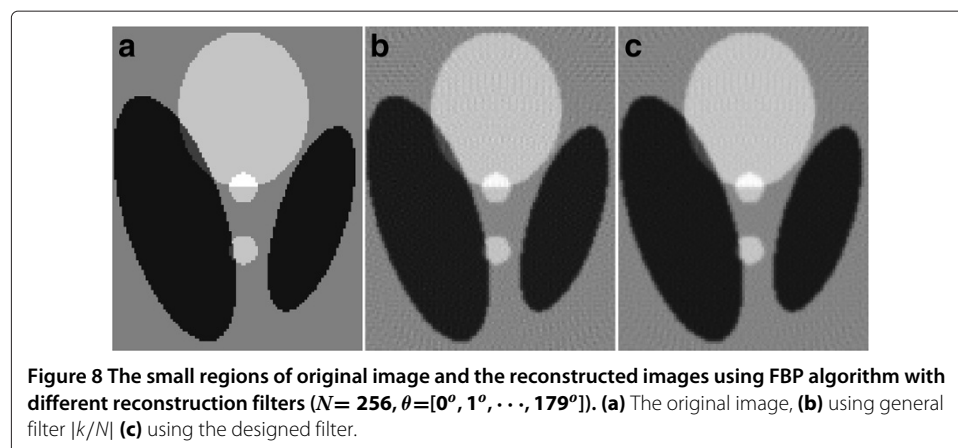 a b c
Figure 8 The small regions of original image and the reconstructed images using FBP algorithm with
different reconstruction filters (N= 256, θ=[0°, 1°, · · · , 179°]). (a) The original image, (b) using general
filter |k/N| (c) using the designed filter.